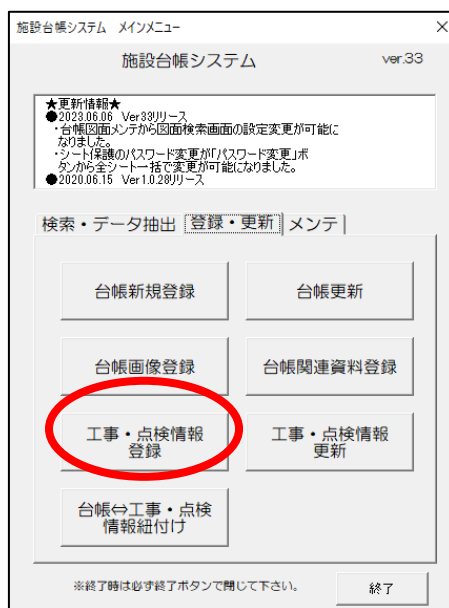 施設台帳システム メインメニュー
施設台帳システム ver.33
★更新情報★
●2023.06.06 Ver33リリース
・台帳図面メンテから図面検索画面の設定変更が可能に
なりました。
・シート保護のパスワード変更が「パスワード変更」ボ
タンから全シート一括で変更が可能になりました。
●2020.06.15 Ver1.0.28リリース
検索・データ抽出 登録・更新 メンテ
台帳新規登録 台帳更新
台帳画像登録 台帳関連資料登録
工事・点検情報
登録
工事・点検情報
更新
台帳⇔工事・点検
情報紐付け
※終了時は必ず終了ボタンで閉じて下さい。 終了